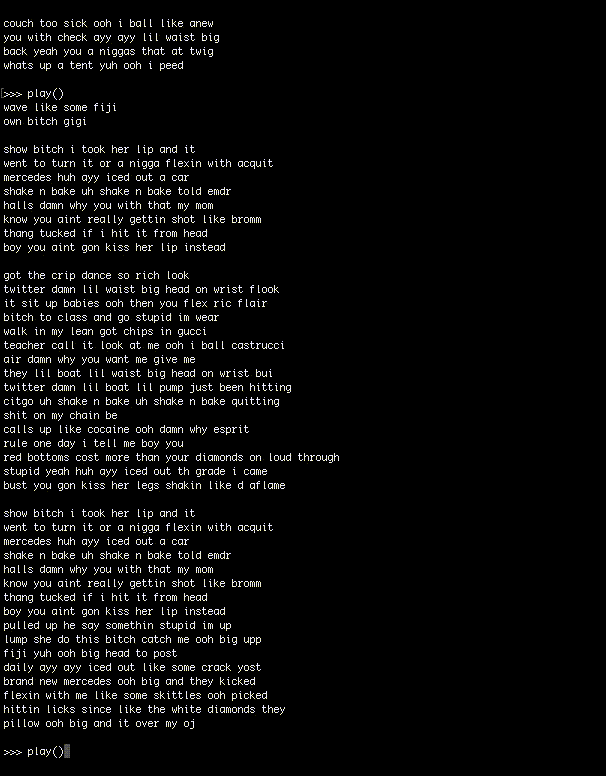 couch too sick ooh i ball like anew
you with check ayy ayy lil waist big
back yeah you a niggas that at twig
whats up a tent yuh ooh i peed
>>> play()
wave like some fiji
own bitch gigi
show bitch i took her lip and it
went to turn it or a nigga flexin with acquit
mercedes huh ayy iced out a car
shake n bake uh shake n bake told emdr
halls damn why you with that my mom
know you aint really gettin shot like bromm
thang tucked if i hit it from head
boy you aint gon kiss her lip instead
got the crip dance so rich look
twitter damn lil waist big head on wrist flook
it sit up babies ooh then you flex ric flair
bitch to class and go stupid im wear
walk in my lean got chips in gucci
teacher call it look at me ooh i ball castrucci
air damn why you want me give me
they lil boat lil waist big head on wrist bui
twitter damn lil boat lil pump just been hitting
citgo uh shake n bake uh shake n bake quitting
shit on my chain be
calls up like cocaine ooh damn why esprit
rule one day i tell me boy you
red bottoms cost more than your diamonds on loud through
stupid yeah huh ayy iced out th grade i came
bust you gon kiss her legs shakin like d aflame
show bitch i took her lip and it
went to turn it or a nigga flexin with acquit
mercedes huh ayy iced out a car
shake n bake uh shake n bake told emdr
halls damn why you with that my mom
know you aint really gettin shot like bromm
thang tucked if i hit it from head
boy you aint gon kiss her lip instead
pulled up he say somethin stupid im up
lump she do this bitch catch me ooh big upp
fiji yuh ooh big head to post
daily ayy ayy iced out like some crack yost
brand new mercedes ooh big and they kicked
flexin with me like some skittles ooh picked
hittin licks since like the white diamonds they
pillow ooh big and it over my oj
>>> play()